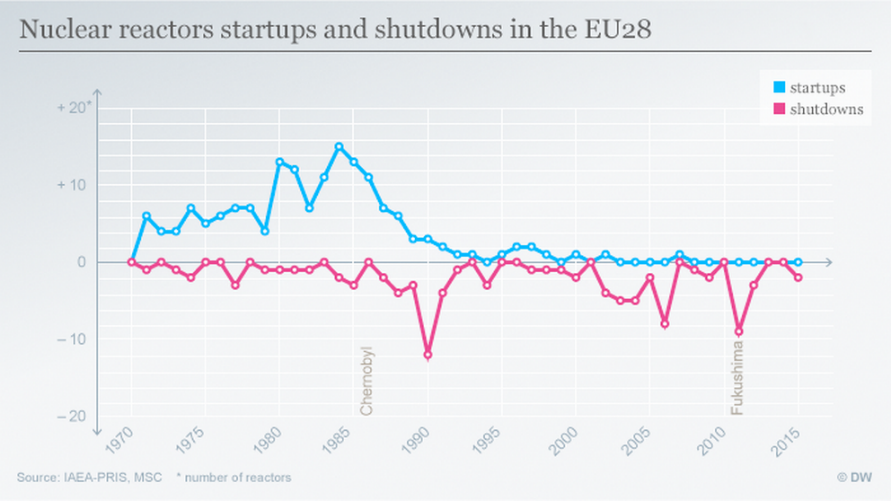 Nuclear reactors startups and shutdowns in the EU28
startups
shutdowns
+ 20*
+ 10
0
– 10
– 20
Chernobyl
Fukushima
1970
1975
1980
1985
1990
1995
2000
2005
2010
2015
Source: IAEA-PRIS, MSC * number of reactors
© DW